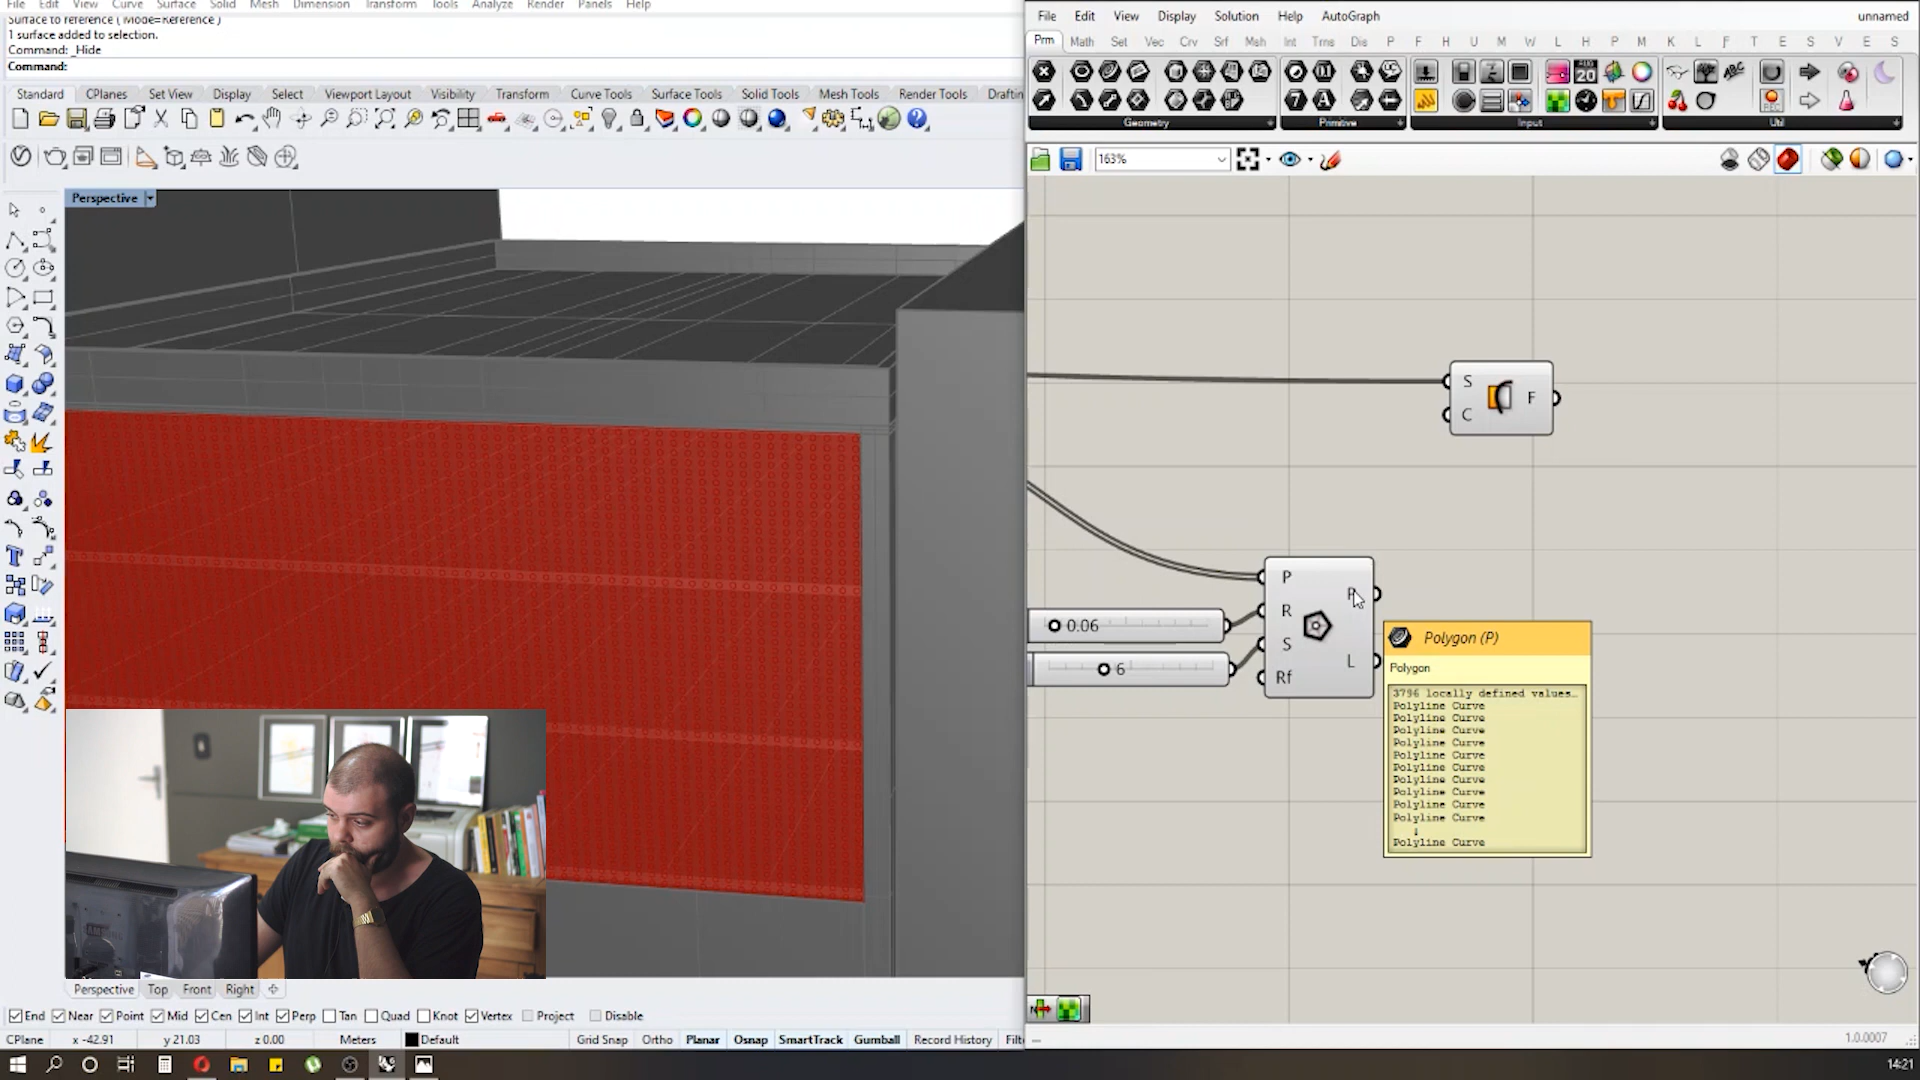 File Edit View Curve Surface Solid Mesh Dimension Transform Tools Analyze Render Panels Help
Surface to reference ( Mode=Reference )
1 surface added to selection.
Command: _Hide
Command:
Standard CPlanes Set View Display Select Viewport Layout Visibility Transform Curve Tools Surface Tools Solid Tools Mesh Tools Render Tools Draftin
Perspective
Perspective Top Front Right
End Near Point Mid Cen Int Perp Tan Quad Knot Vertex Project Disable
CPlane x -42.91 y 21.03 z 0.00 Meters Default Grid Snap Ortho Planar Osnap SmartTrack Gumball Record History Filt
File Edit View Display Solution Help AutoGraph unnamed
Prm Math Set Vec Crv Srf Msh Int Trns Dis P F H U M W L H P M K L F T E S V E S
Geometry Primitive Input Util
163%
S
C
F
P
R
S
Rf
P
L
0.06
6
Polygon (P)
Polygon
3796 locally defined values…
Polyline Curve
Polyline Curve
Polyline Curve
Polyline Curve
Polyline Curve
Polyline Curve
Polyline Curve
Polyline Curve
Polyline Curve
Polyline Curve
Polyline Curve
1.0.0007
14:21